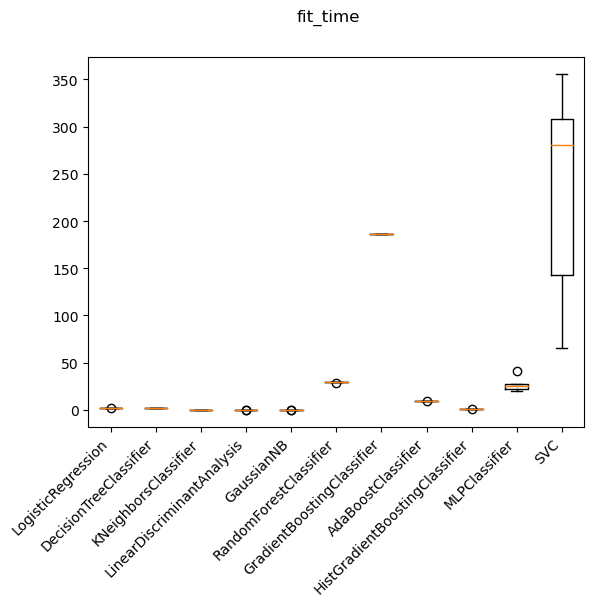 fit_time
350
300
250
200
150
100
50
0
LogisticRegression
DecisionTreeClassifier
KNeighborsClassifier
LinearDiscriminantAnalysis
GaussianNB
RandomForestClassifier
GradientBoostingClassifier
AdaBoostClassifier
HistGradientBoostingClassifier
MLPClassifier
SVC